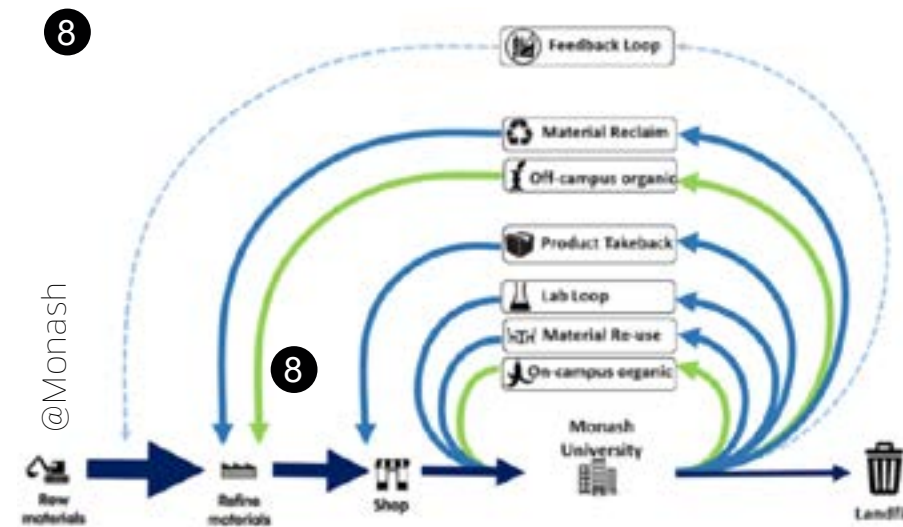 8
Feedback Loop
Material Reclaim
Off-campus organic
Product Takeback
Lab Loop
Material Re-use
On-campus organic
8
@Monash
Monash
University
Raw
materials
Refine
materials
Shop
Landfi